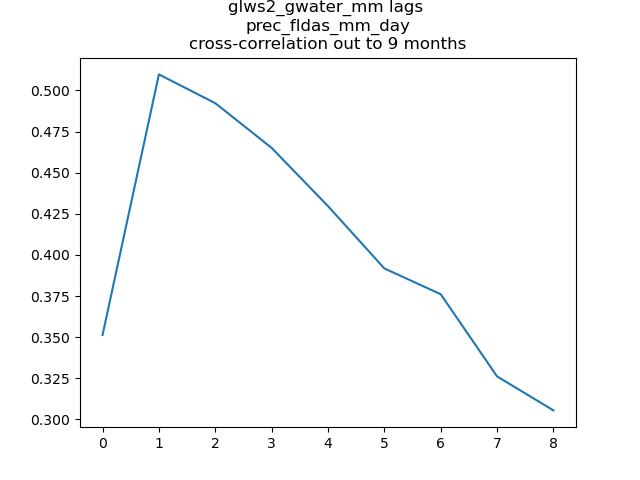 glws2_gwater_mm lags
prec_fldas_mm_day
cross-correlation out to 9 months
0.500
0.475
0.450
0.425
0.400
0.375
0.350
0.325
0.300
0 1 2 3 4 5 6 7 8